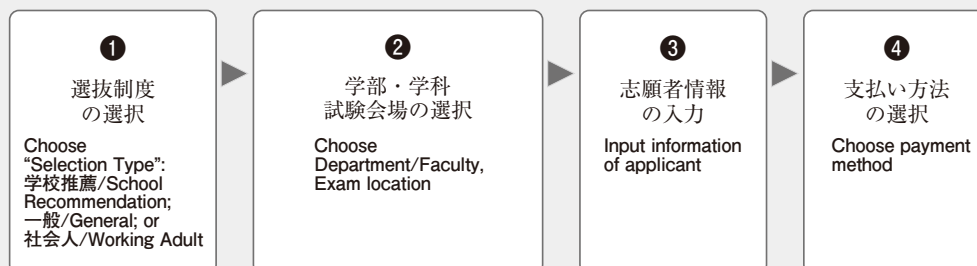 ❶
選抜制度
の選択
Choose
“Selection Type”:
学校推薦/School
Recommendation;
一般/General; or
社会人/Working Adult
❷
学部・学科
試験会場の選択
Choose
Department/Faculty,
Exam location
❸
志願者情報
の入力
Input information
of applicant
❹
支払い方法
の選択
Choose payment
method